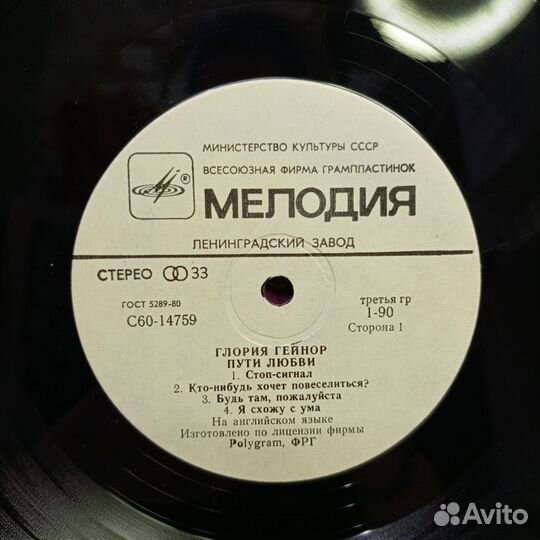 МИНИСТЕРСТВО КУЛЬТУРЫ СССР
ВСЕСОЮЗНАЯ ФИРМА ГРАМПЛАСТИНОК
®
МЕЛОДИЯ
ЛЕНИНГРАДСКИЙ ЗАВОД
СТЕРЕО 33
ГОСТ 5289-80
С60-14759
третья гр
1-90
Сторона 1
ГЛОРИЯ ГЕЙНОР
ПУТИ ЛЮБВИ
1. Стоп-сигнал
2. Кто-нибудь хочет повеселиться?
3. Будь там, пожалуйста
4. Я схожу с ума
На английском языке
Изготовлено по лицензии фирмы
Polygram, ФРГ
Avito